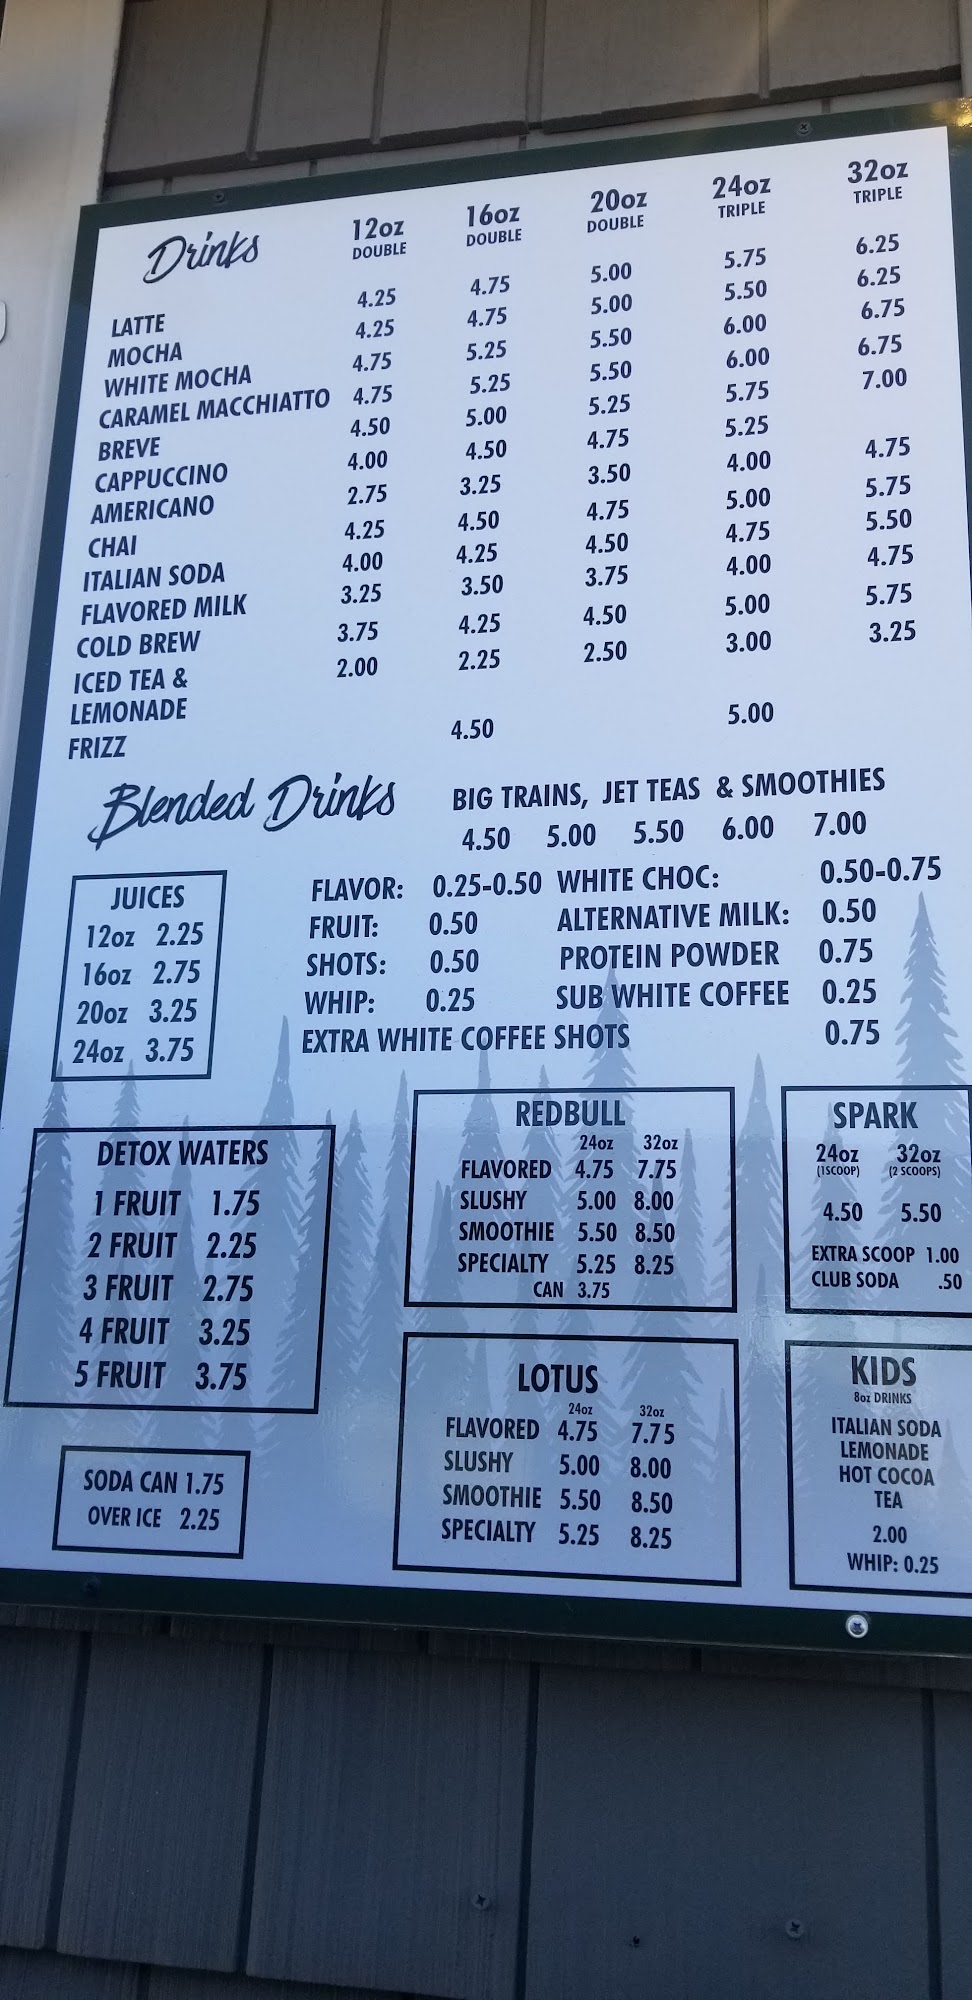 Drinks 12oz DOUBLE 16oz DOUBLE 20oz DOUBLE 24oz TRIPLE 32oz TRIPLE
LATTE 4.25 4.75 5.00 5.75 6.25
MOCHA 4.25 4.75 5.00 5.50 6.25
WHITE MOCHA 4.75 5.25 5.50 6.00 6.75
CARAMEL MACCHIATTO 4.75 5.25 5.50 6.00 6.75
BREVE 4.50 5.00 5.25 5.75 7.00
CAPPUCCINO 4.00 4.50 4.75 5.25
AMERICANO 2.75 3.25 3.50 4.00 4.75
CHAI 4.25 4.50 4.75 5.00 5.75
ITALIAN SODA 4.00 4.25 4.50 4.75 5.50
FLAVORED MILK 3.25 3.50 3.75 4.00 4.75
COLD BREW 3.75 4.25 4.50 5.00 5.75
ICED TEA & 2.00 2.25 2.50 3.00 3.25
LEMONADE
FRIZZ 4.50 5.00
Blended Drinks BIG TRAINS, JET TEAS & SMOOTHIES
4.50 5.00 5.50 6.00 7.00
JUICES
12oz 2.25
16oz 2.75
20oz 3.25
24oz 3.75
FLAVOR: 0.25-0.50 WHITE CHOC: 0.50-0.75
FRUIT: 0.50 ALTERNATIVE MILK: 0.50
SHOTS: 0.50 PROTEIN POWDER 0.75
WHIP: 0.25 SUB WHITE COFFEE 0.25
EXTRA WHITE COFFEE SHOTS 0.75
DETOX WATERS
1 FRUIT 1.75
2 FRUIT 2.25
3 FRUIT 2.75
4 FRUIT 3.25
5 FRUIT 3.75
REDBULL
24oz 32oz
FLAVORED 4.75 7.75
SLUSHY 5.00 8.00
SMOOTHIE 5.50 8.50
SPECIALTY 5.25 8.25
CAN 3.75
SPARK
24oz 32oz
(1SCOOP) (2 SCOOPS)
4.50 5.50
EXTRA SCOOP 1.00
CLUB SODA .50
SODA CAN 1.75
OVER ICE 2.25
LOTUS
24oz 32oz
FLAVORED 4.75 7.75
SLUSHY 5.00 8.00
SMOOTHIE 5.50 8.50
SPECIALTY 5.25 8.25
KIDS
8oz DRINKS
ITALIAN SODA
LEMONADE
HOT COCOA
TEA
2.00
WHIP: 0.25